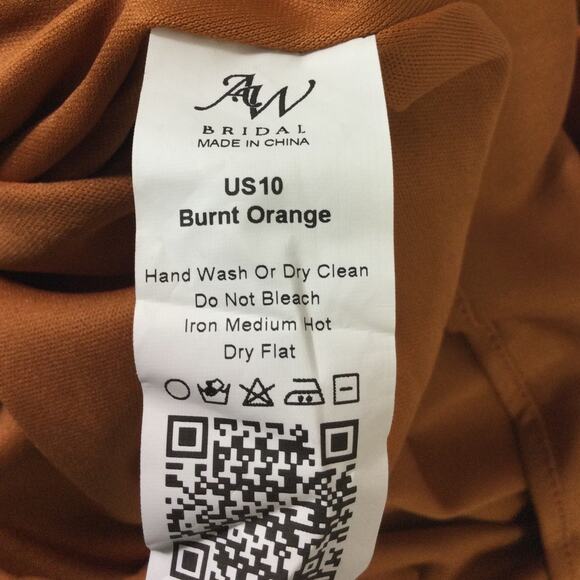 AW
BRIDAL
MADE IN CHINA
US10
Burnt Orange
Hand Wash Or Dry Clean
Do Not Bleach
Iron Medium Hot
Dry Flat